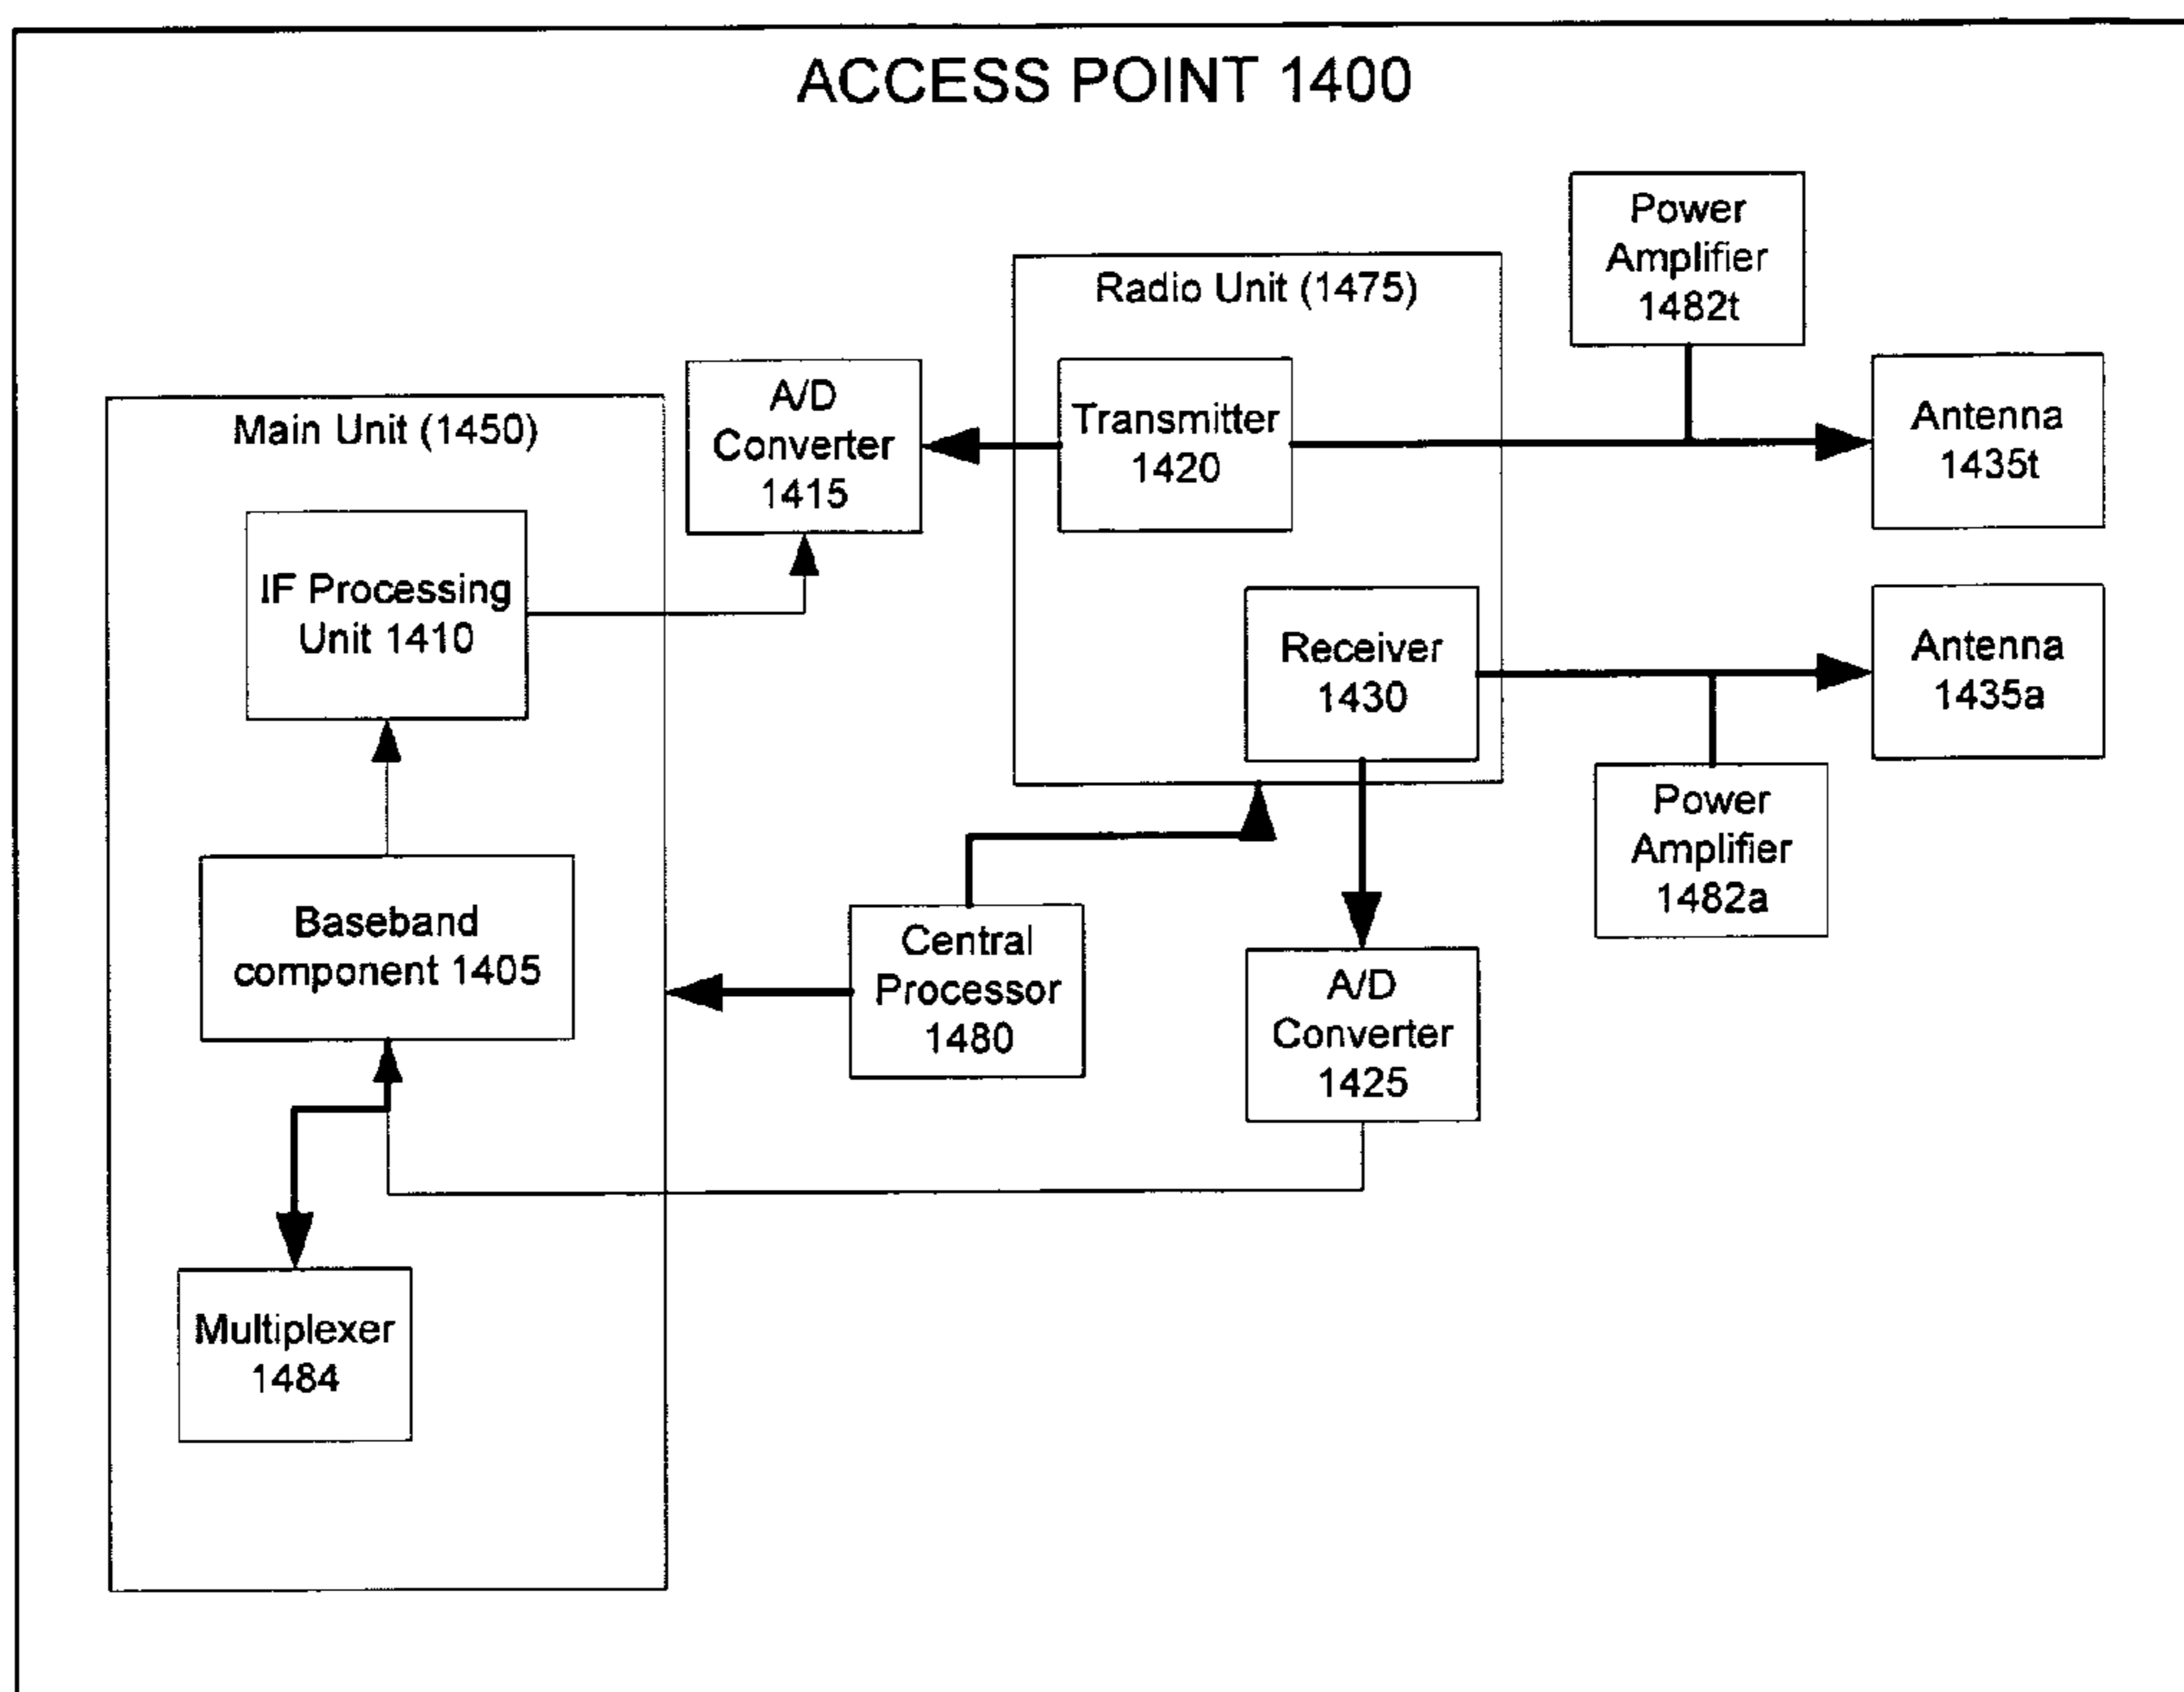 ACCESS POINT 1400
Power
Amplifier
1482t
Radio Unit (1475)
A/D
Converter
1415
Transmitter
1420
Antenna
1435t
Main Unit (1450)
IF Processing
Unit 1410
Receiver
1430
Antenna
1435a
Power
Amplifier
1482a
Baseband
component 1405
Central
Processor
1480
A/D
Converter
1425
Multiplexer
1484